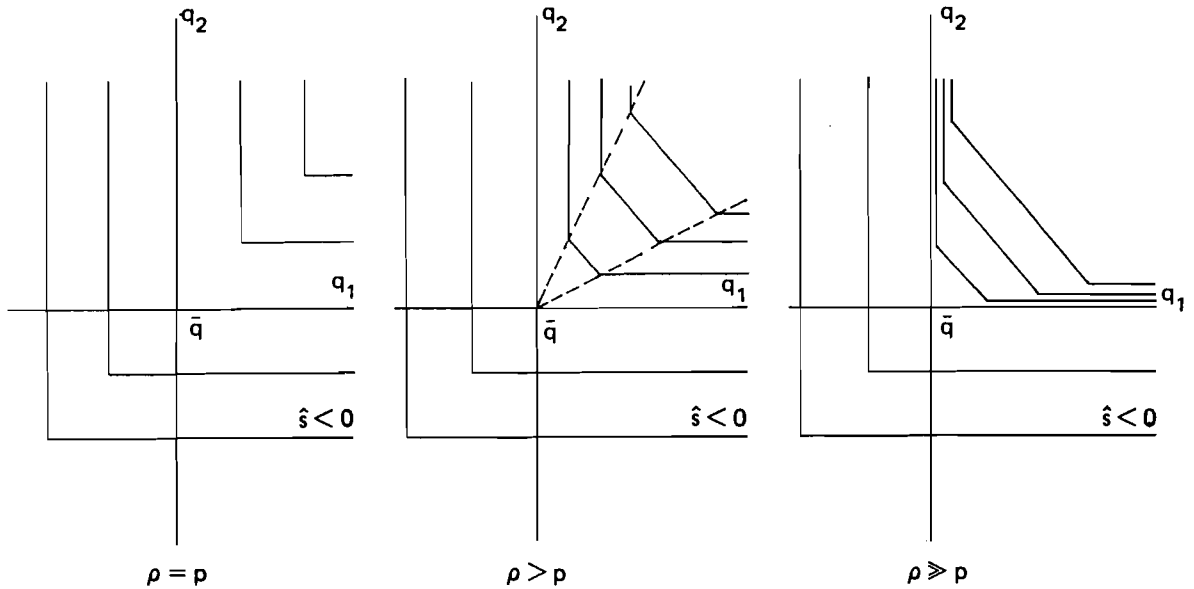 q₂
q₁
q̄
ŝ < 0
ρ = p
q₂
q₁
q̄
ŝ < 0
ρ > p
q₂
q₁
q̄
ŝ < 0
ρ ≫ p